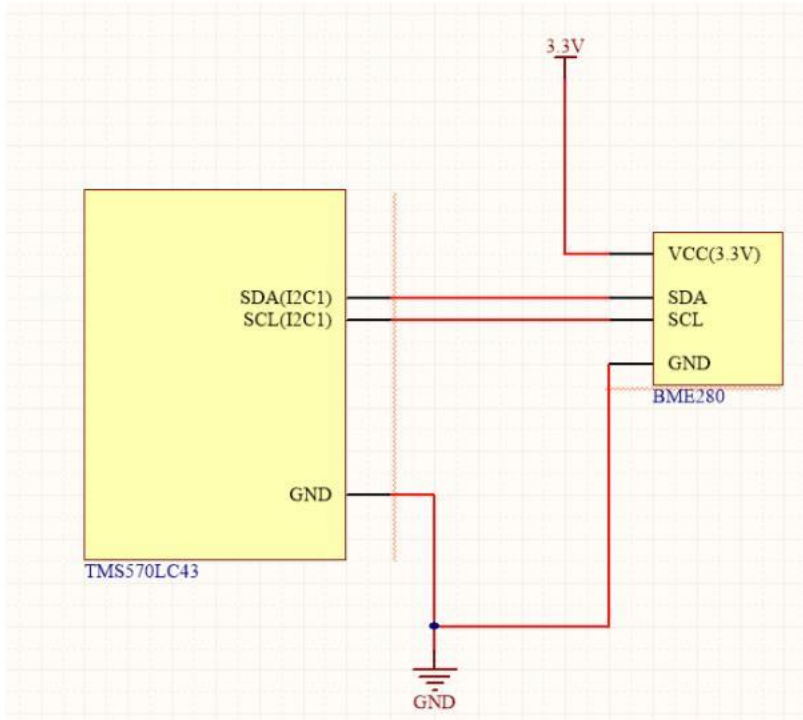 3.3V
VCC(3.3V)
SDA(I2C1)
SDA
SCL(I2C1)
SCL
GND
BME280
GND
TMS570LC43
GND